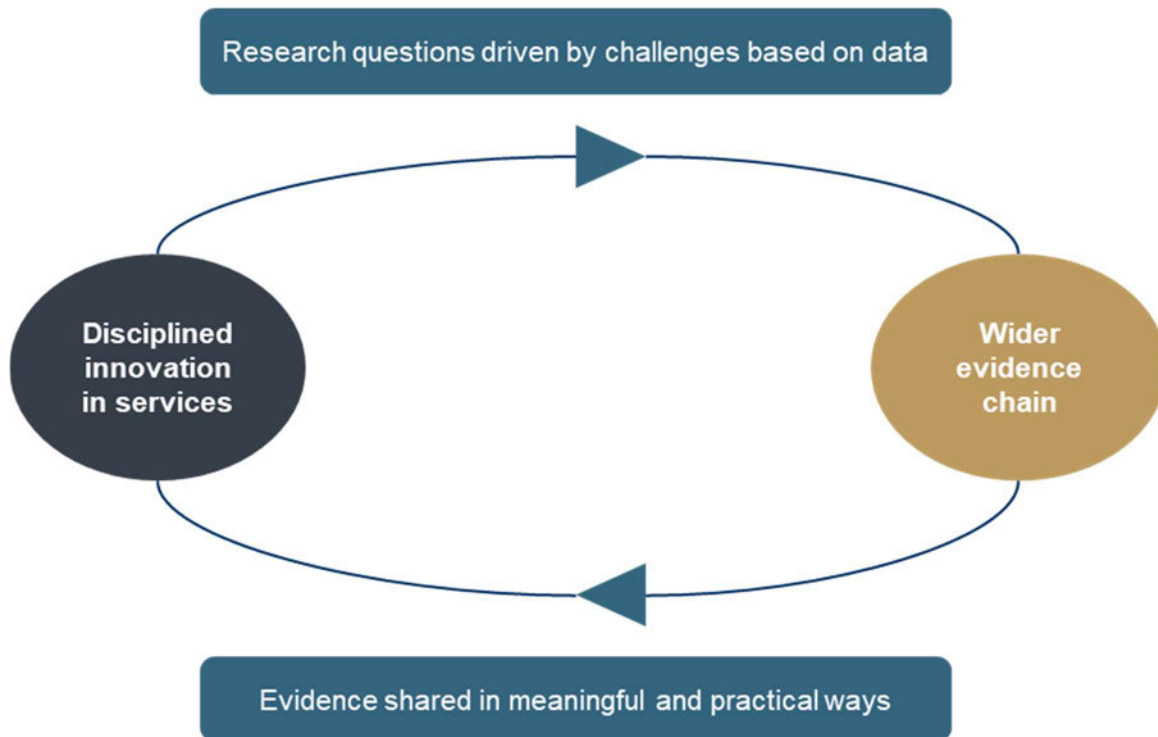 Research questions driven by challenges based on data
Disciplined
innovation
in services
Wider
evidence
chain
Evidence shared in meaningful and practical ways